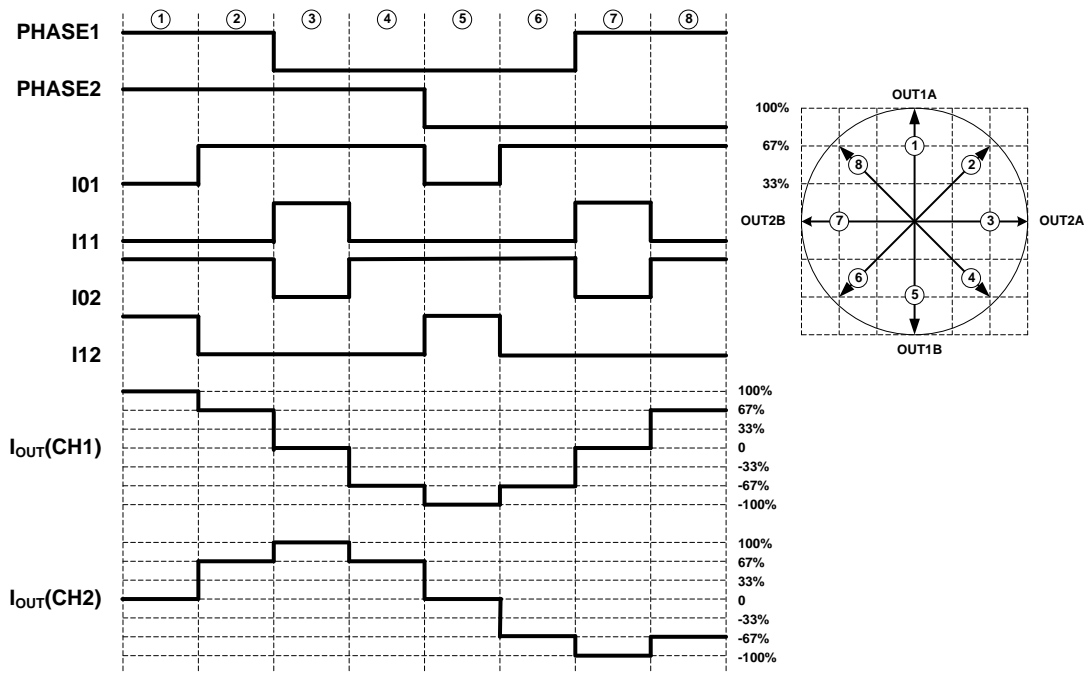 ① ② ③ ④ ⑤ ⑥ ⑦ ⑧
PHASE1
PHASE2
I01
I11
I02
I12
I_OUT(CH1)
100%
67%
33%
0
-33%
-67%
-100%
I_OUT(CH2)
100%
67%
33%
0
-33%
-67%
-100%
OUT1A
100%
67%
33%
① ② ③ ④ ⑤ ⑥ ⑦ ⑧
OUT2B
OUT2A
OUT1B